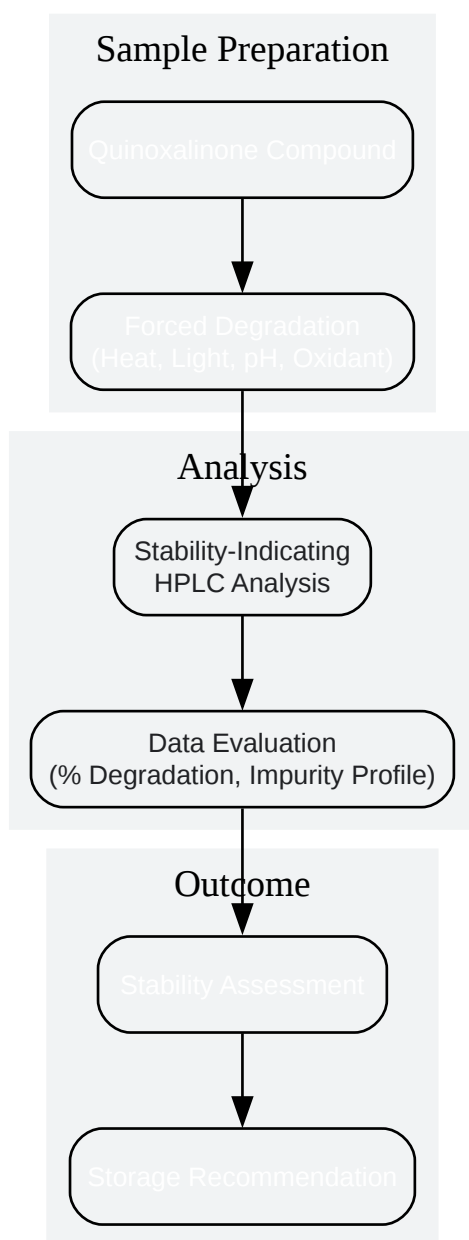 Sample Preparation
Quinoxalinone Compound
Forced Degradation
(Heat, Light, pH, Oxidant)
Analysis
Stability-Indicating
HPLC Analysis
Data Evaluation
(% Degradation, Impurity Profile)
Outcome
Stability Assessment
Storage Recommendation